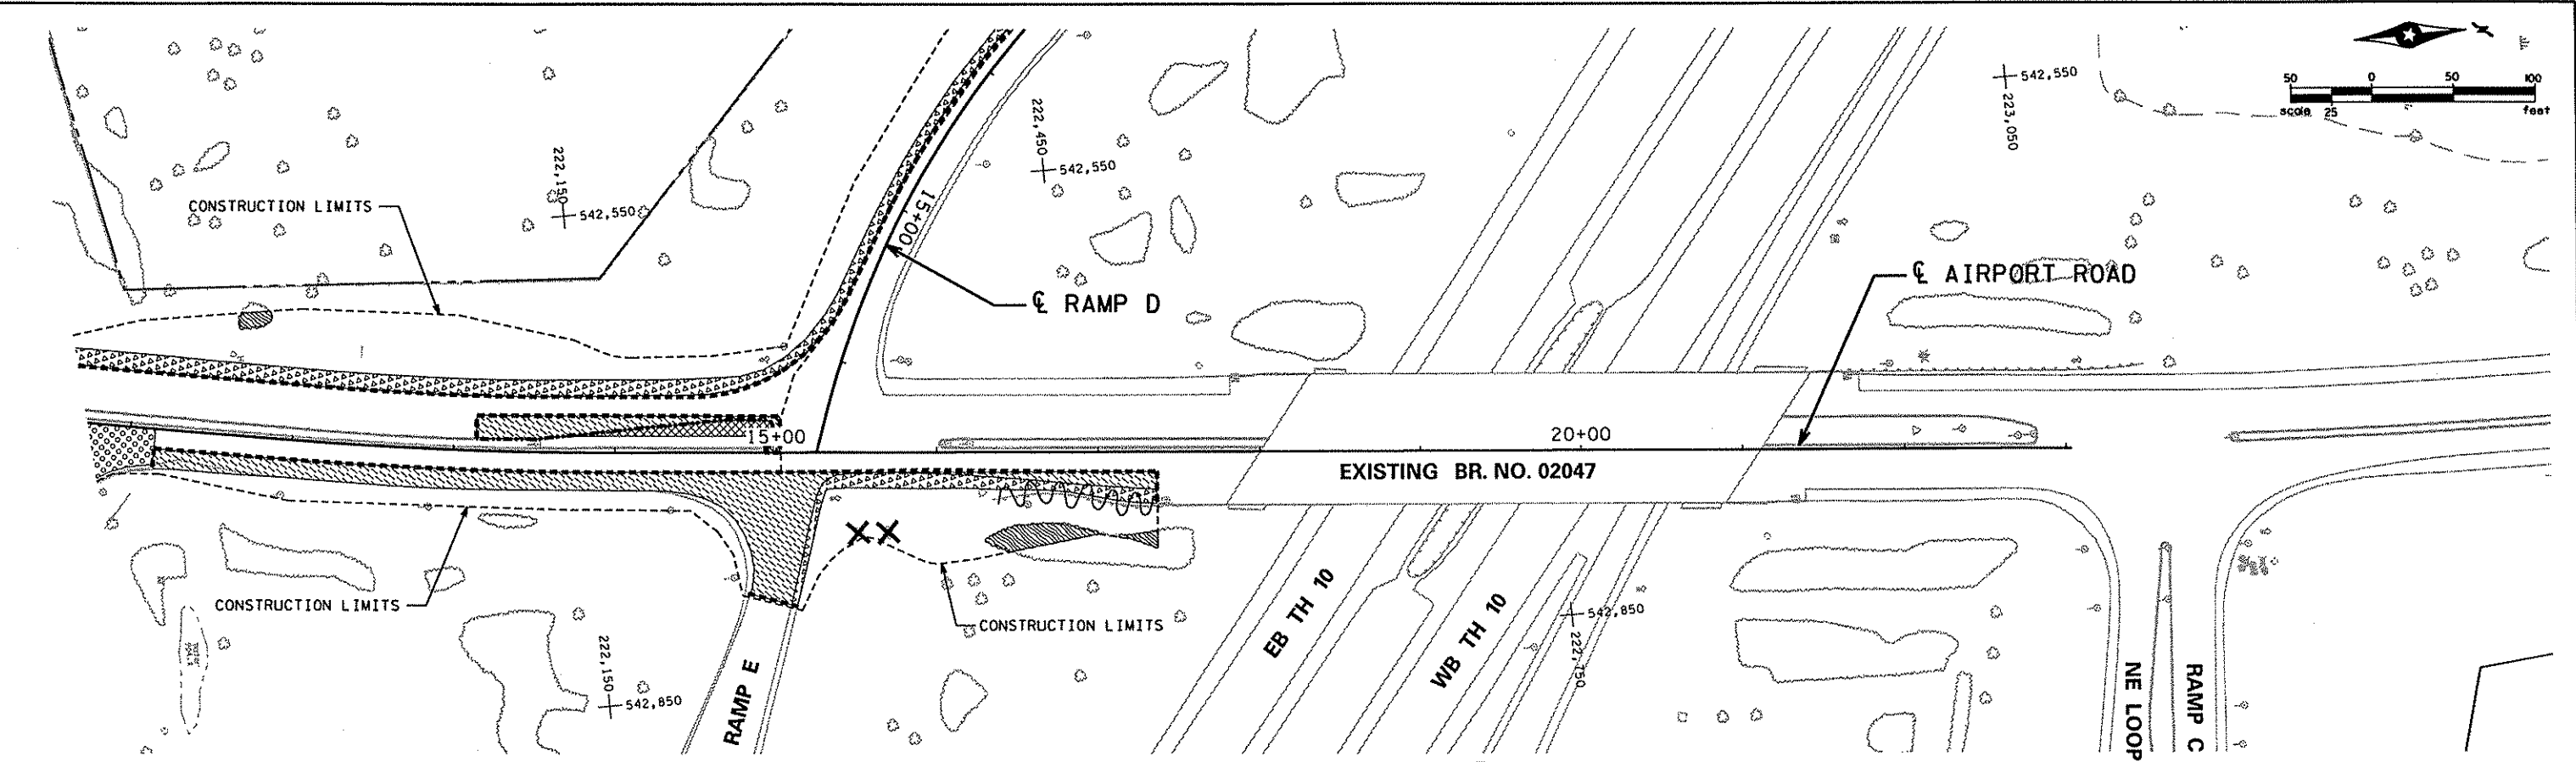 50 0 50 100
scale 25 feet
542,550
223,050
222,450
542,550
222,150
542,550
CONSTRUCTION LIMITS
15+00
℄ RAMP D
℄ AIRPORT ROAD
15+00
20+00
EXISTING BR. NO. 02047
CONSTRUCTION LIMITS
CONSTRUCTION LIMITS
EB TH 10
WB TH 10
542,850
222,750
222,150
542,850
RAMP E
NE LOOP
RAMP C